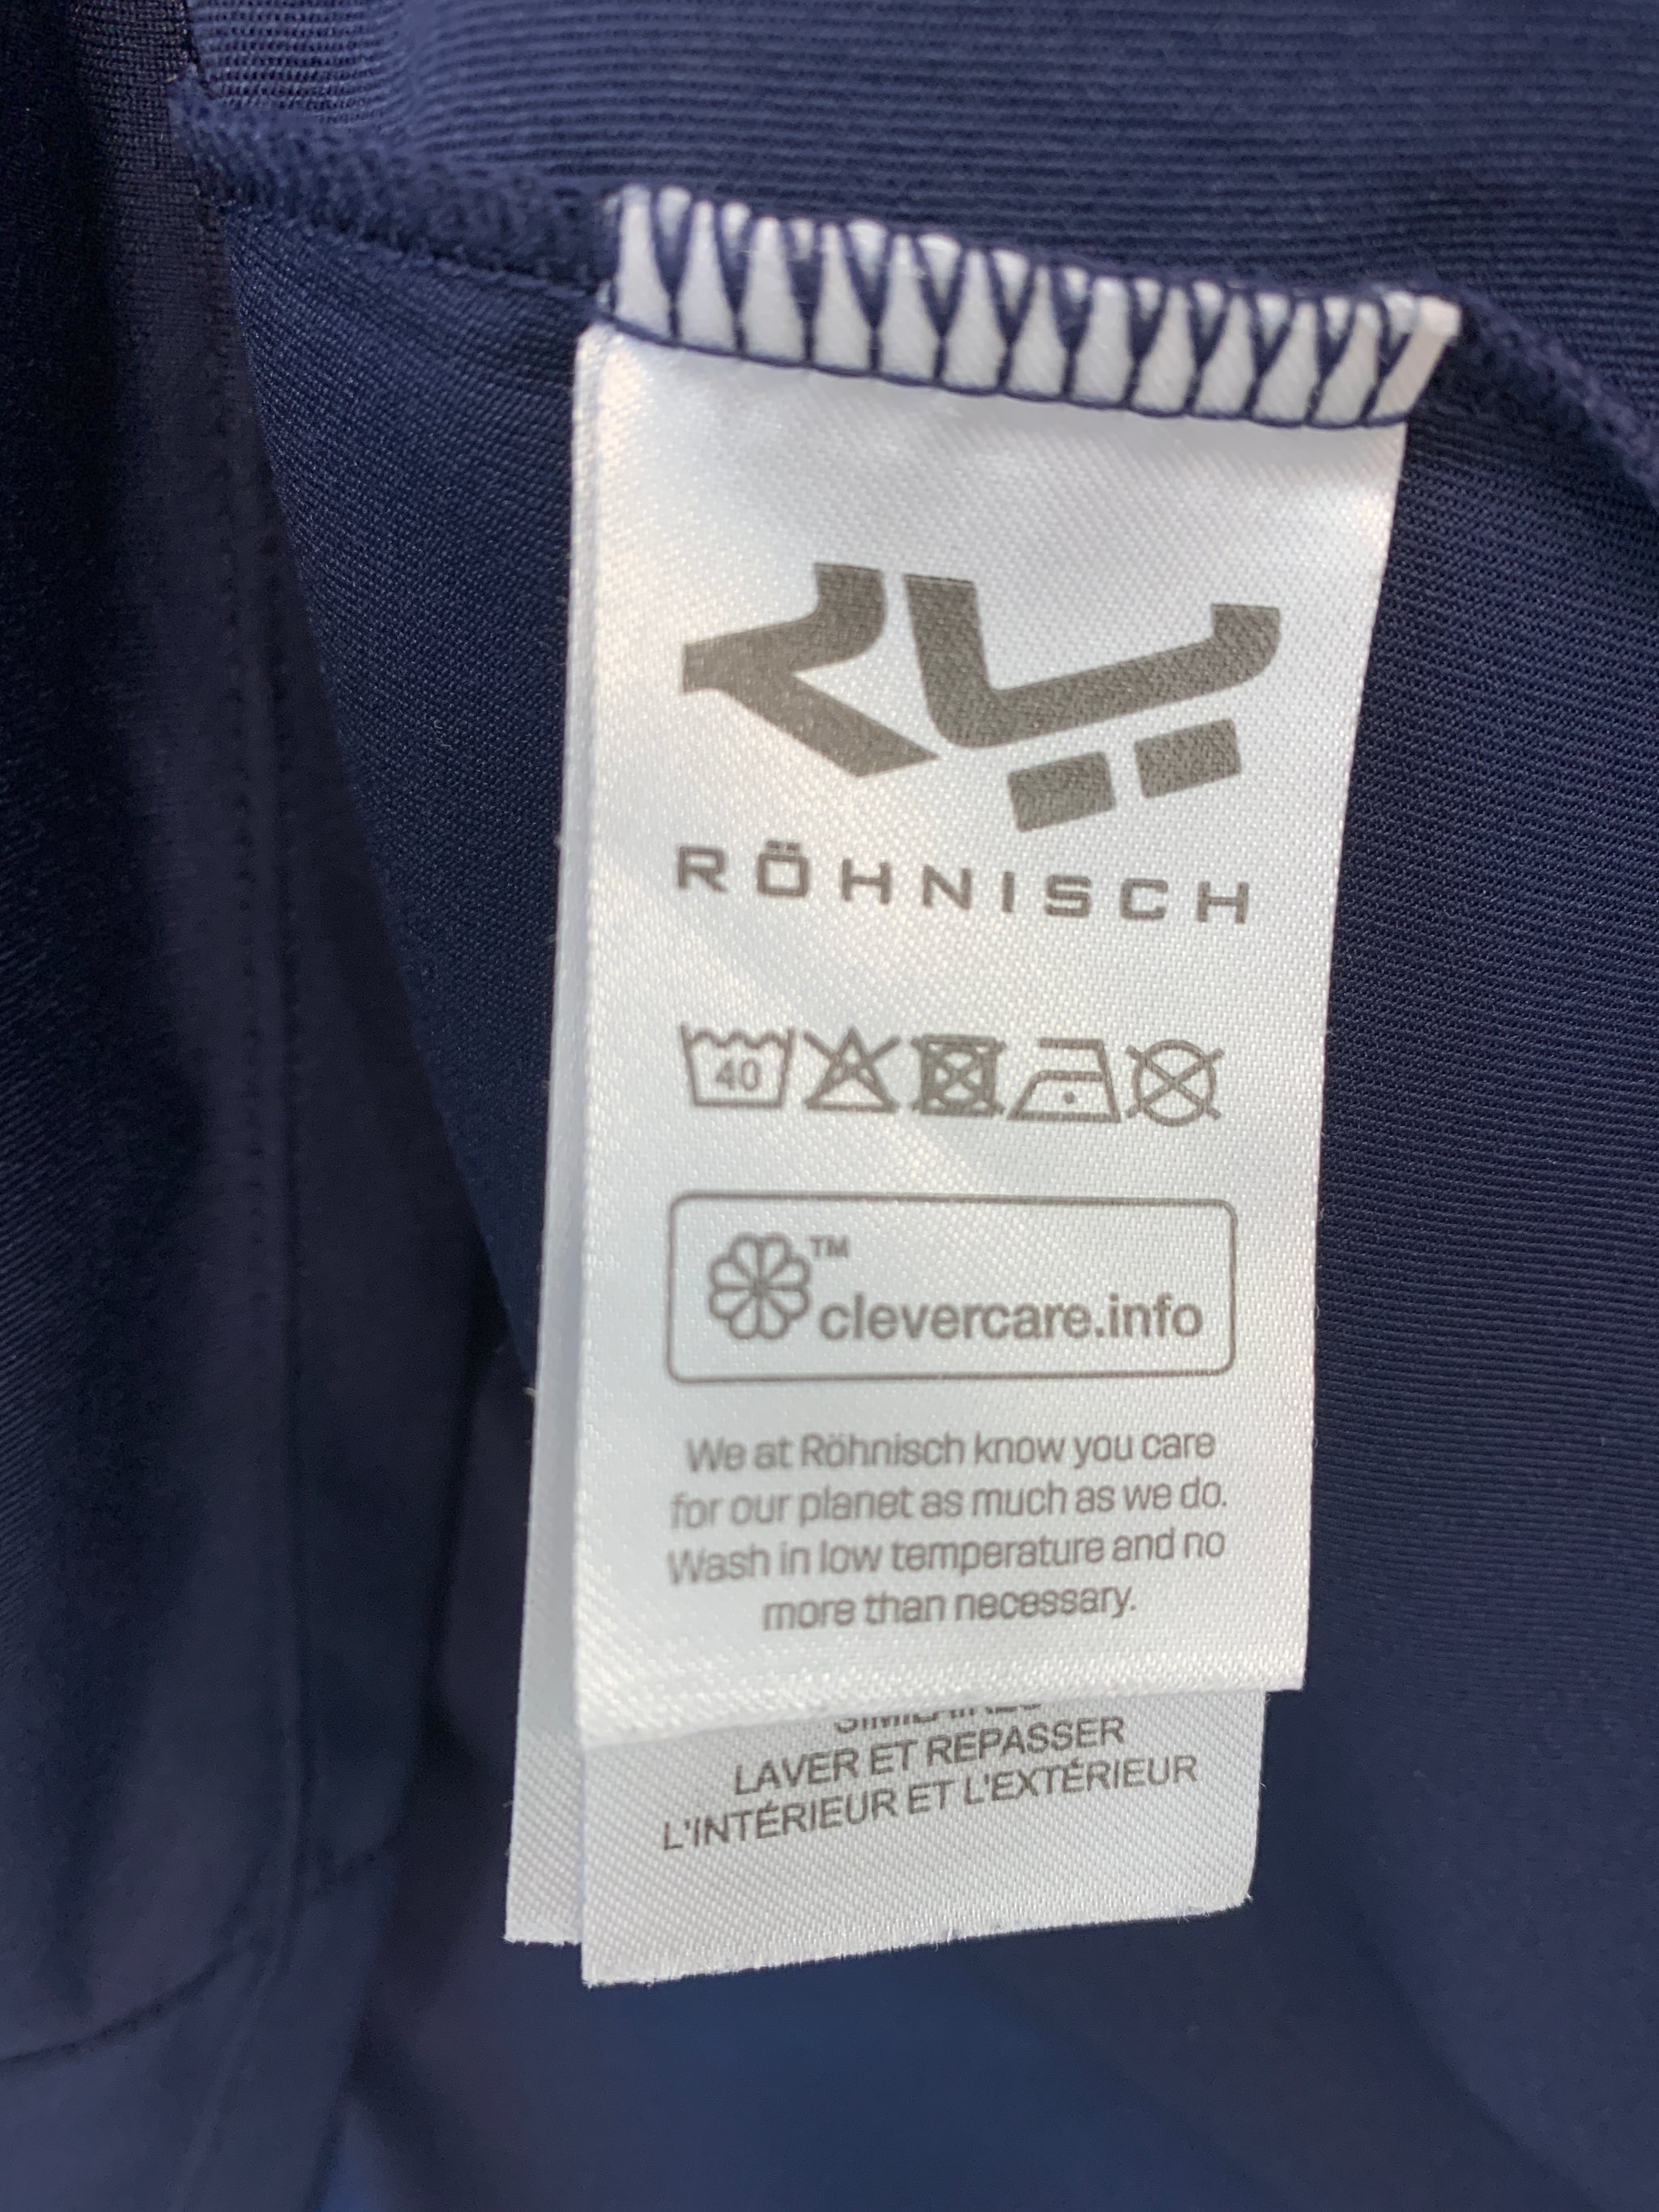 RÖHNISCH
40
TM
clevercare.info
We at Röhnisch know you care
for our planet as much as we do.
Wash in low temperature and no
more than necessary.
LAVER ET REPASSER
L'INTÉRIEUR ET L'EXTÉRIEUR